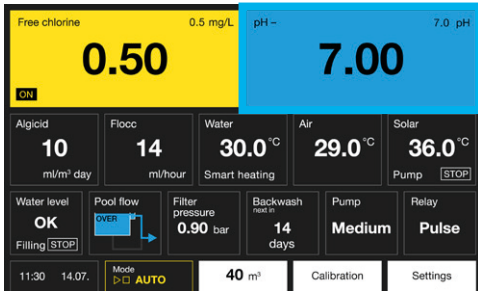 Free chlorine 0.5 mg/L
0.50
ON
pH – 7.0 pH
7.00
Algicid
10
ml/m³ day
Flocc
14
ml/hour
Water
30.0°C
Smart heating
Air
29.0°C
Solar
36.0°C
Pump STOP
Water level
OK
Filling STOP
Pool flow
OVER
Filter
pressure
0.90 bar
Backwash
next in
14
days
Pump
Medium
Relay
Pulse
11:30 14.07.
Mode
AUTO
40 m³
Calibration
Settings